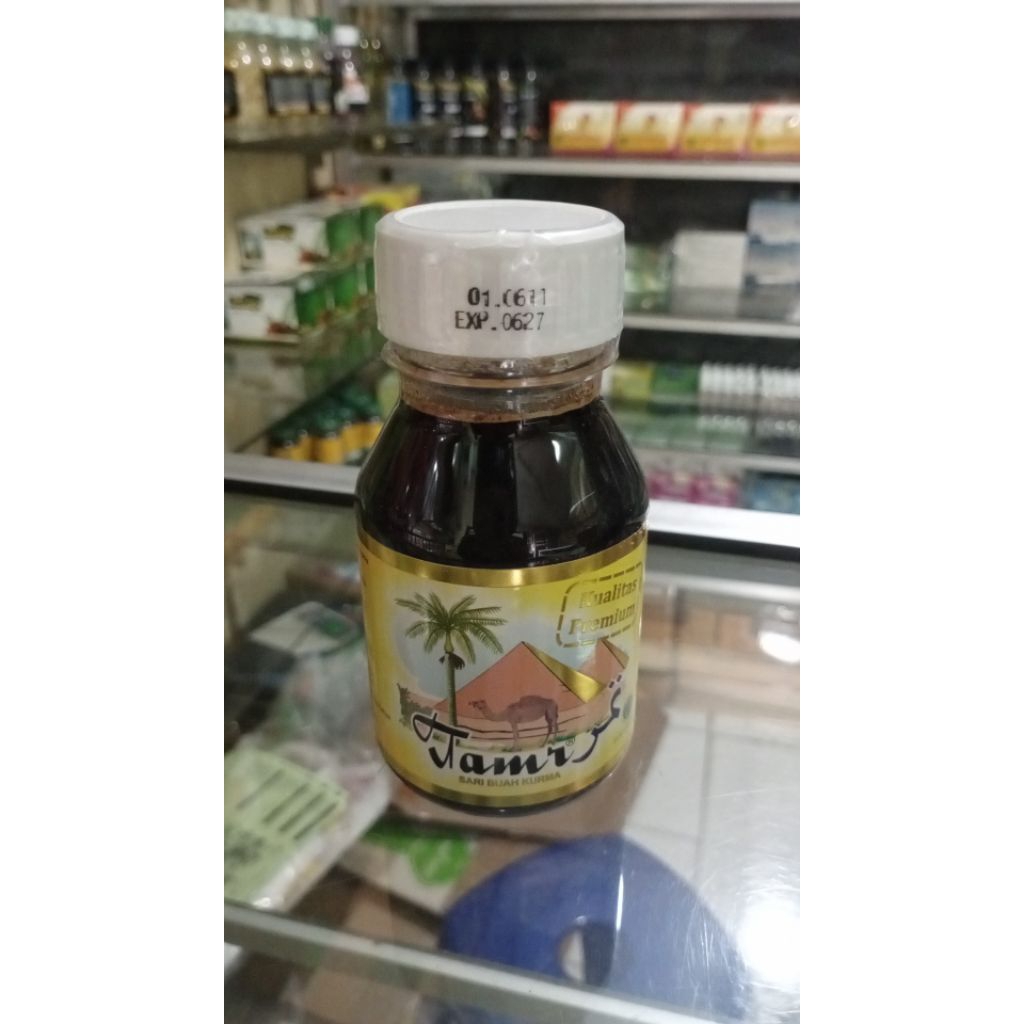 01.0611
EXP.0627
Kualitas
Premium
تمر
Tamr®
SARI BUAH KURMA